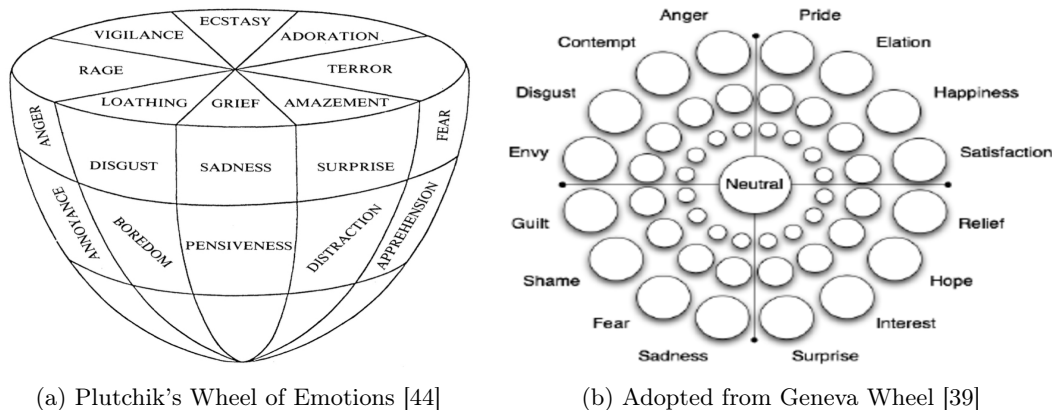 ECSTASY
VIGILANCE
ADORATION
RAGE
TERROR
LOATHING
GRIEF
AMAZEMENT
ANGER
FEAR
DISGUST
SADNESS
SURPRISE
ANNOYANCE
BOREDOM
PENSIVENESS
DISTRACTION
APPREHENSION
(a) Plutchik's Wheel of Emotions [44]
Anger
Pride
Contempt
Elation
Disgust
Happiness
Envy
Satisfaction
Neutral
Guilt
Relief
Shame
Hope
Fear
Interest
Sadness
Surprise
(b) Adopted from Geneva Wheel [39]